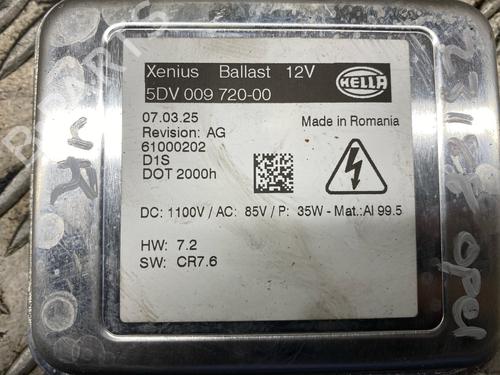 Xenius Ballast 12V
5DV 009 720-00
HELLA
07.03.25
Made in Romania
Revision: AG
61000202
D1S
DOT 2000h
DC: 1100V / AC: 85V / P: 35W - Mat.: Al 99.5
HW: 7.2
SW: CR7.6
opel